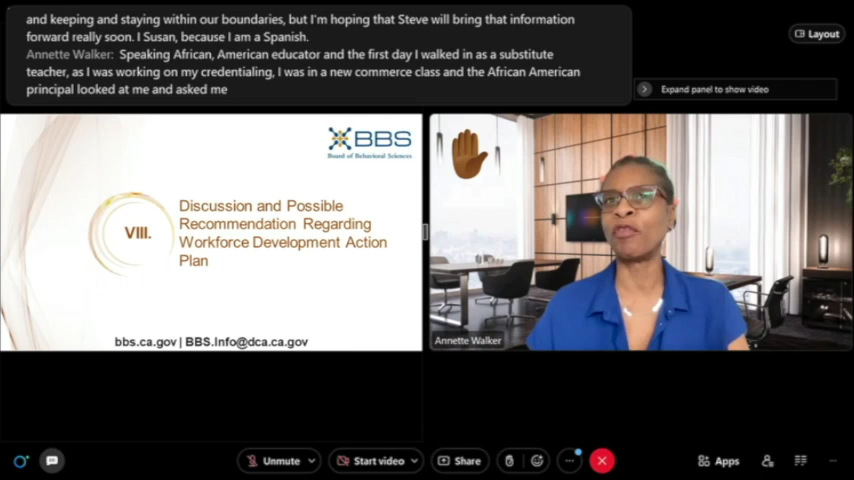 and keeping and staying within our boundaries, but I'm hoping that Steve will bring that information
forward really soon. I Susan, because I am a Spanish.
Annette Walker: Speaking African, American educator and the first day I walked in as a substitute
teacher, as I was working on my credentialing, I was in a new commerce class and the African American
principal looked at me and asked me
Layout
Expand panel to show video
BBS
Board of Behavioral Sciences
VIII.
Discussion and Possible
Recommendation Regarding
Workforce Development Action
Plan
bbs.ca.gov | BBS.Info@dca.ca.gov
Annette Walker
Unmute
Start video
Share
Apps